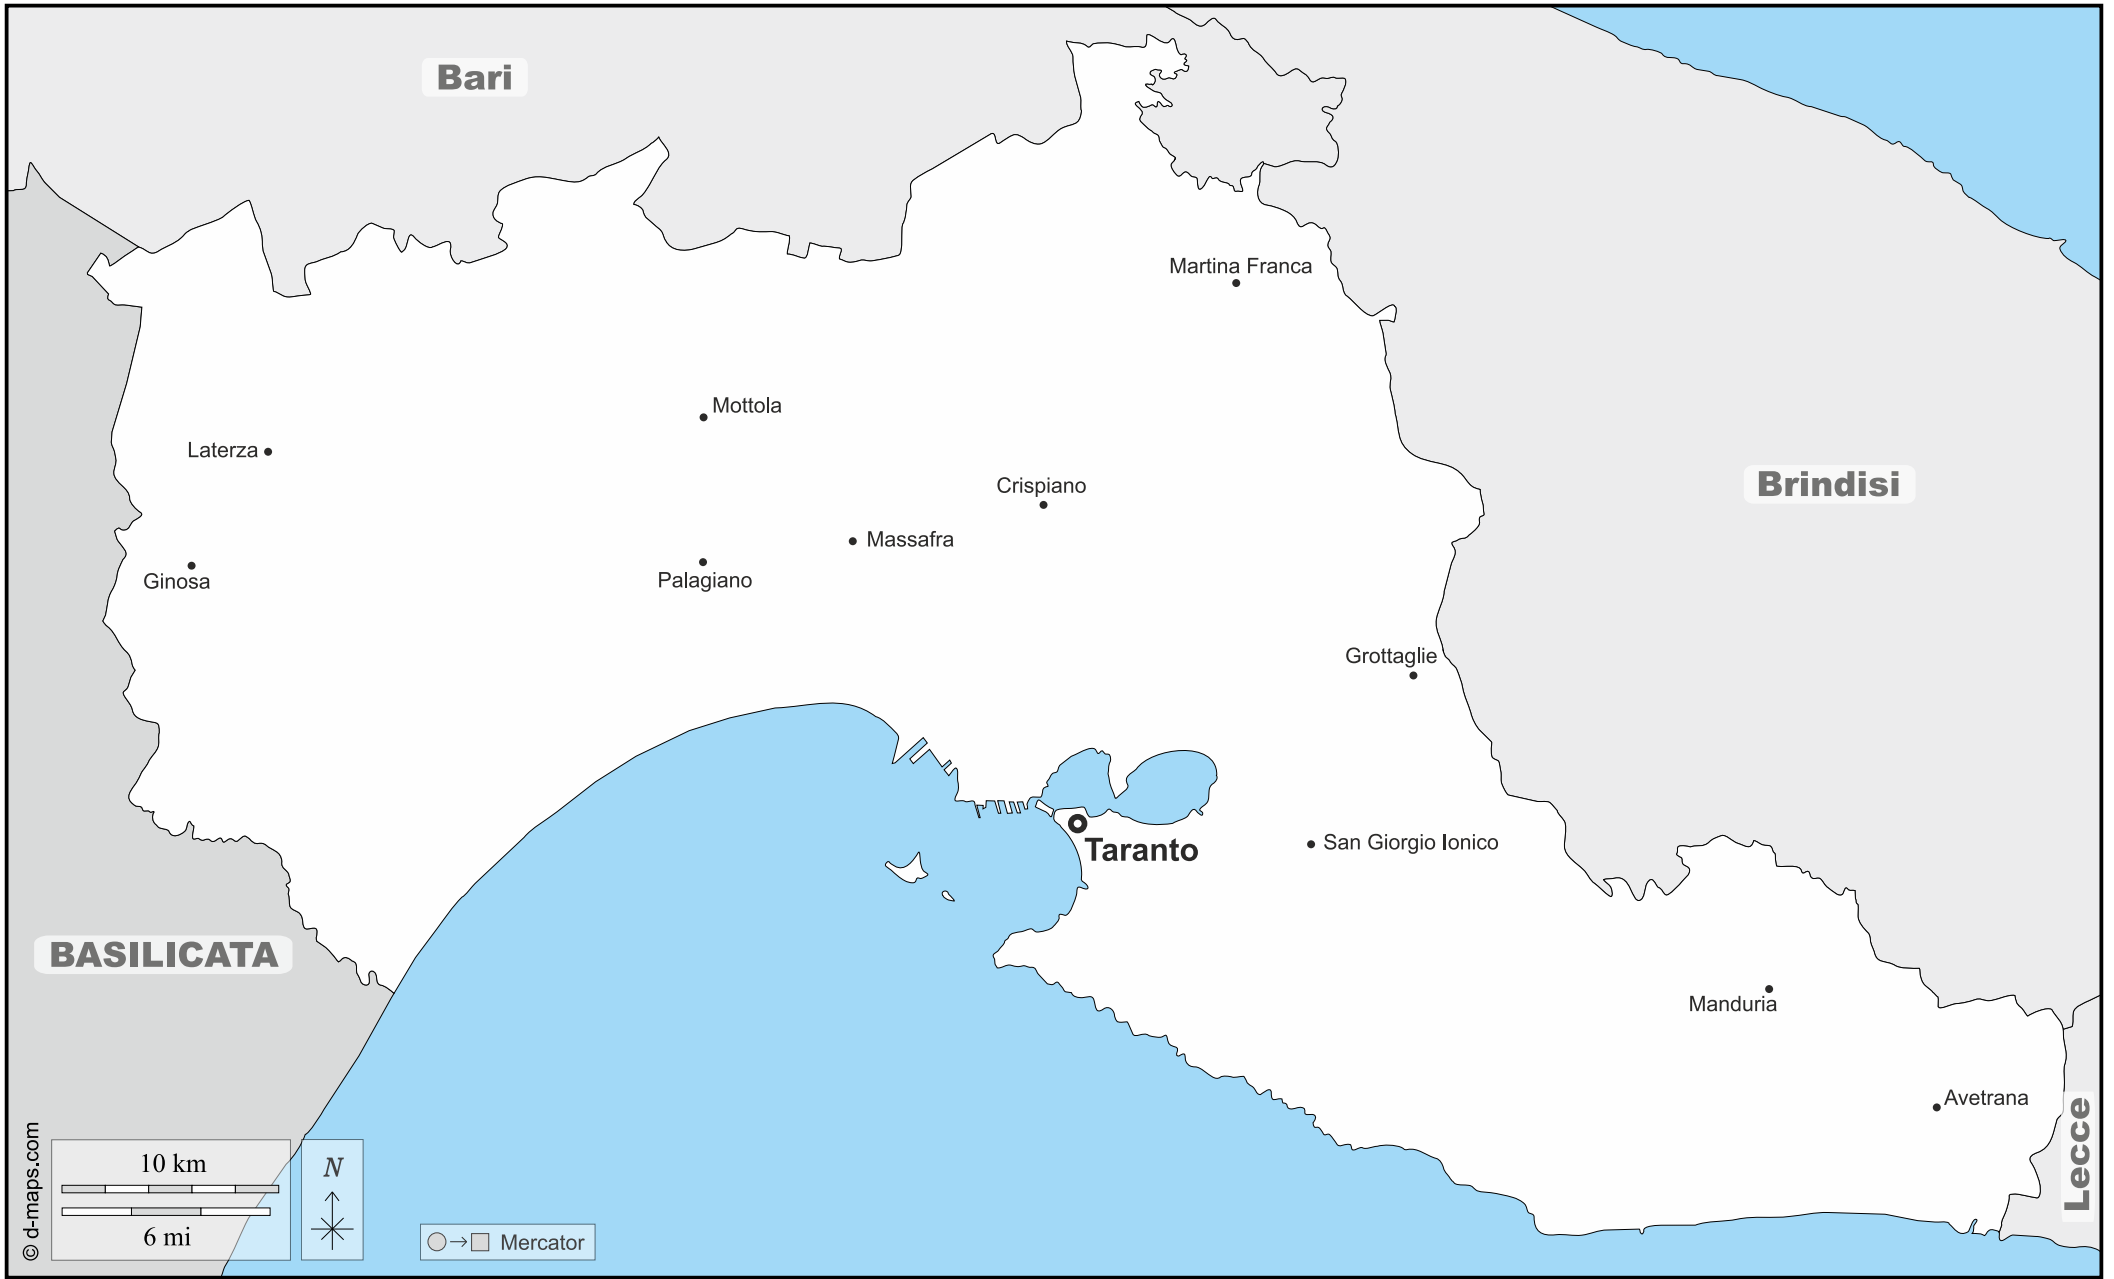 Bari
Martina Franca
Mottola
Laterza
Crispiano
Brindisi
Massafra
Palagiano
Ginosa
Grottaglie
San Giorgio Ionico
Taranto
BASILICATA
Manduria
Avetrana
Lecce
© d-maps.com
10 km
6 mi
N
Mercator